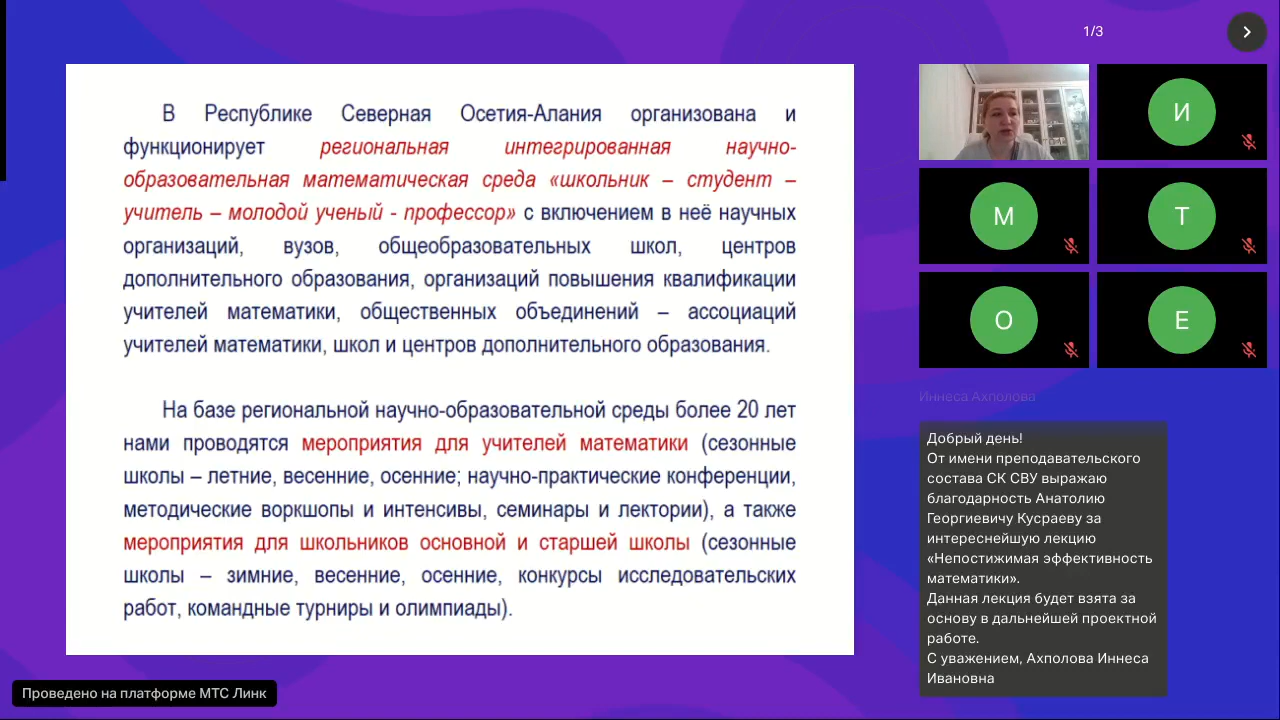 В Республике Северная Осетия-Алания организована и
функционирует региональная интегрированная научно-
образовательная математическая среда «школьник – студент –
учитель – молодой ученый - профессор» с включением в неё научных
организаций, вузов, общеобразовательных школ, центров
дополнительного образования, организаций повышения квалификации
учителей математики, общественных объединений – ассоциаций
учителей математики, школ и центров дополнительного образования.
На базе региональной научно-образовательной среды более 20 лет
нами проводятся мероприятия для учителей математики (сезонные
школы – летние, весенние, осенние; научно-практические конференции,
методические воркшопы и интенсивы, семинары и лектории), а также
мероприятия для школьников основной и старшей школы (сезонные
школы – зимние, весенние, осенние, конкурсы исследовательских
работ, командные турниры и олимпиады).
1/3
И
М
Т
О
Е
Иннеса Ахполова
Добрый день!
От имени преподавательского
состава СК СВУ выражаю
благодарность Анатолию
Георгиевичу Кусраеву за
интереснейшую лекцию
«Непостижимая эффективность
математики».
Данная лекция будет взята за
основу в дальнейшей проектной
работе.
С уважением, Ахполова Иннеса
Ивановна
Проведено на платформе МТС Линк